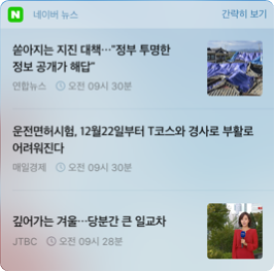 N 네이버 뉴스 간략히 보기
쏟아지는 지진 대책…"정부 투명한
정보 공개가 해답"
연합뉴스 오전 09시 30분
운전면허시험, 12월22일부터 T코스와 경사로 부활로
어려워진다
매일경제 오전 09시 30분
깊어가는 겨울…당분간 큰 일교차
JTBC 오전 09시 28분